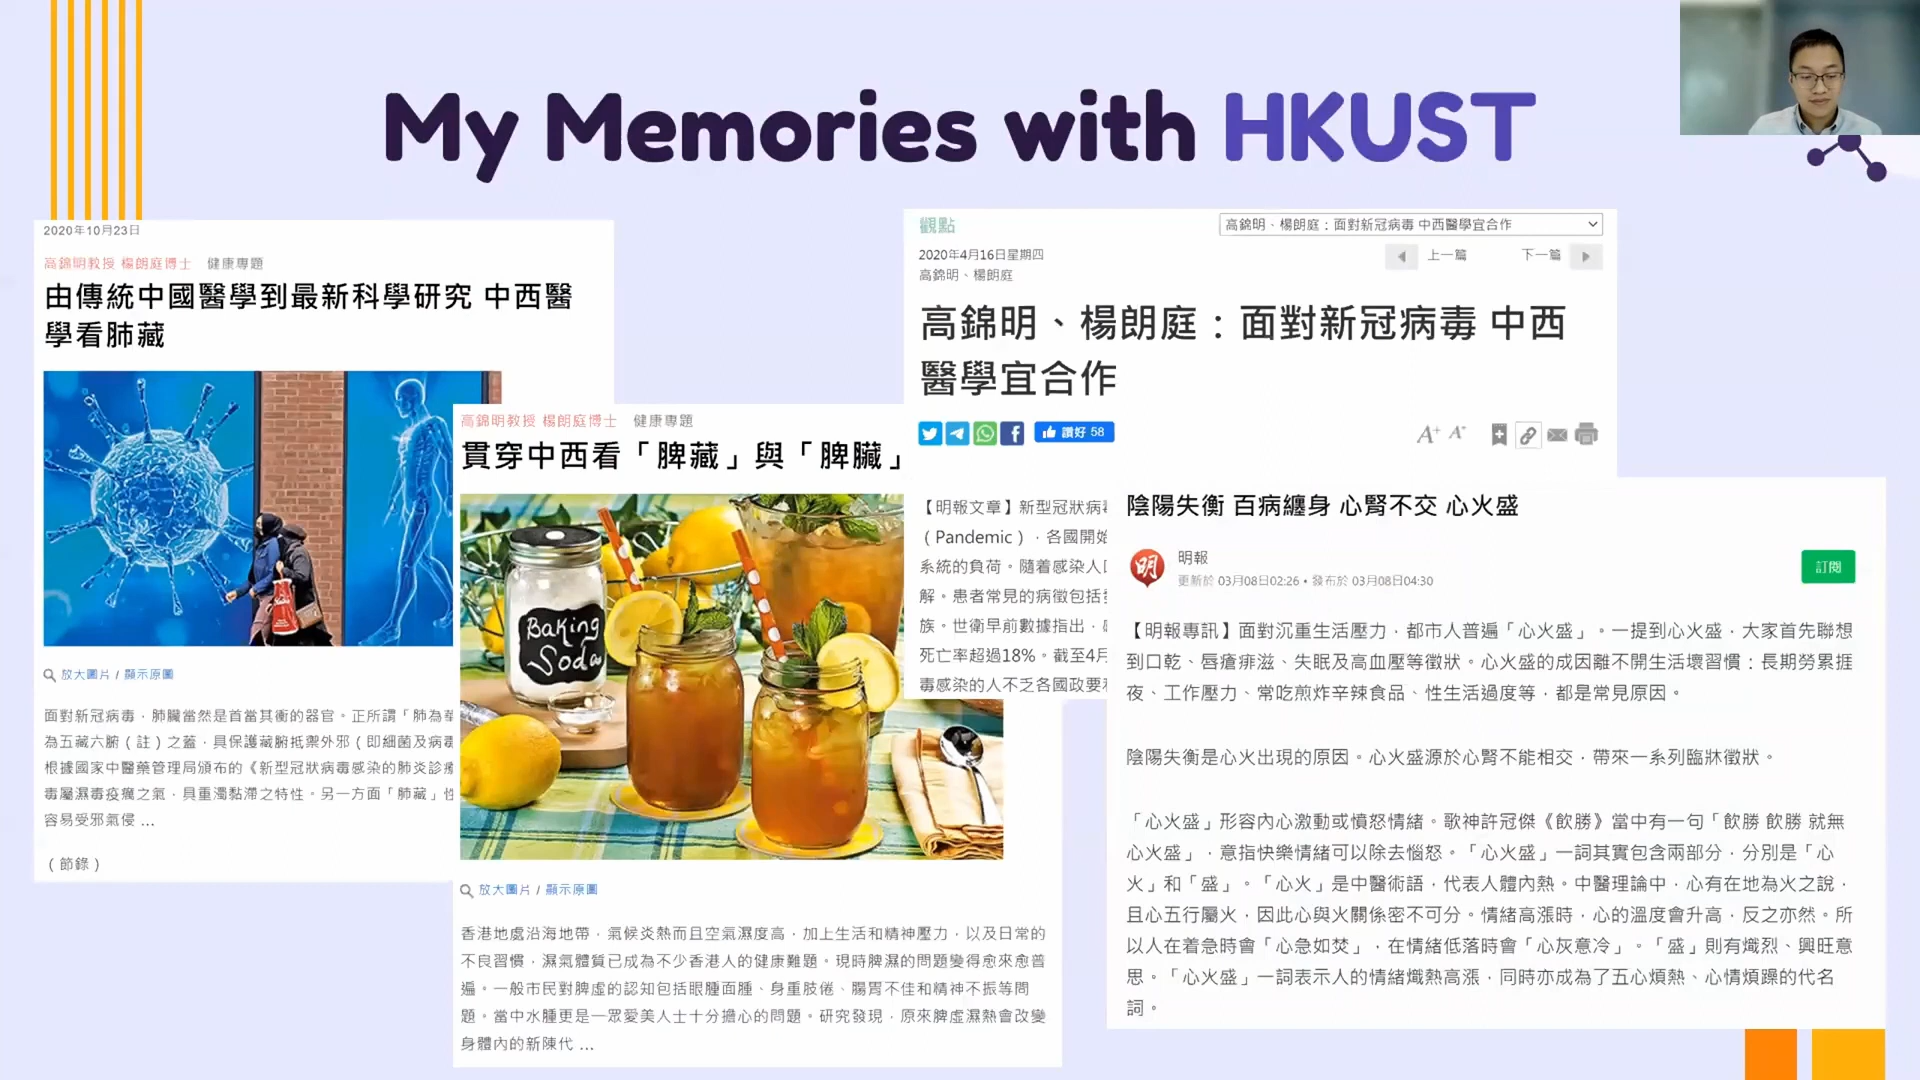 My Memories with HKUST
2020年10月23日
高錦明教授 楊朗庭博士 健康專題
由傳統中國醫學到最新科學研究 中西醫
學看肺藏
放大圖片 / 顯示原圖
面對新冠病毒，肺臟當然是首當其衝的器官。正所謂「肺為華
為五藏六腑（註）之蓋，具保護藏腑抵禦外邪（即細菌及病毒
根據國家中醫藥管理局頒布的《新型冠狀病毒感染的肺炎診療
毒屬濕毒疫癘之氣，具重濁黏滯之特性。另一方面「肺藏」性
容易受邪氣侵 ...
（節錄）
高錦明教授 楊朗庭博士 健康專題
貫穿中西看「脾藏」與「脾臟」
Baking
Soda
放大圖片 / 顯示原圖
香港地處沿海地帶，氣候炎熱而且空氣濕度高，加上生活和精神壓力，以及日常的
不良習慣，濕氣體質已成為不少香港人的健康難題。現時脾濕的問題變得愈來愈普
遍。一般市民對脾虛的認知包括眼腫面腫、身重肢倦、腸胃不佳和精神不振等問
題。當中水腫更是一眾愛美人士十分擔心的問題。研究發現，原來脾虛濕熱會改變
身體內的新陳代 ...
觀點
高錦明、楊朗庭：面對新冠病毒 中西醫學宜合作
2020年4月16日星期四
上一篇 下一篇
高錦明、楊朗庭
高錦明、楊朗庭：面對新冠病毒 中西
醫學宜合作
讚好 58
A+ A-
【明報文章】新型冠狀病毒
（Pandemic），各國開始
系統的負荷。隨着感染人口
解。患者常見的病徵包括發
族。世衛早前數據指出，
死亡率超過18%。截至4月
毒感染的人不乏各國政要和
陰陽失衡 百病纏身 心腎不交 心火盛
明
明報
更新於 03月08日02:26 • 發布於 03月08日04:30
訂閱
【明報專訊】面對沉重生活壓力，都市人普遍「心火盛」。一提到心火盛，大家首先聯想
到口乾、唇瘡痱滋、失眠及高血壓等徵狀。心火盛的成因離不開生活壞習慣：長期勞累捱
夜、工作壓力、常吃煎炸辛辣食品、性生活過度等，都是常見原因。
陰陽失衡是心火出現的原因。心火盛源於心腎不能相交，帶來一系列臨牀徵狀。
「心火盛」形容內心激動或憤怒情緒。歌神許冠傑《飲勝》當中有一句「飲勝 飲勝 就無
心火盛」，意指快樂情緒可以除去惱怒。「心火盛」一詞其實包含兩部分，分別是「心
火」和「盛」。「心火」是中醫術語，代表人體內熱。中醫理論中，心有在地為火之說，
且心五行屬火，因此心與火關係密不可分。情緒高漲時，心的溫度會升高，反之亦然。所
以人在着急時會「心急如焚」，在情緒低落時會「心灰意冷」。「盛」則有熾烈、興旺意
思。「心火盛」一詞表示人的情緒熾熱高漲，同時亦成為了五心煩熱、心情煩躁的代名
詞。